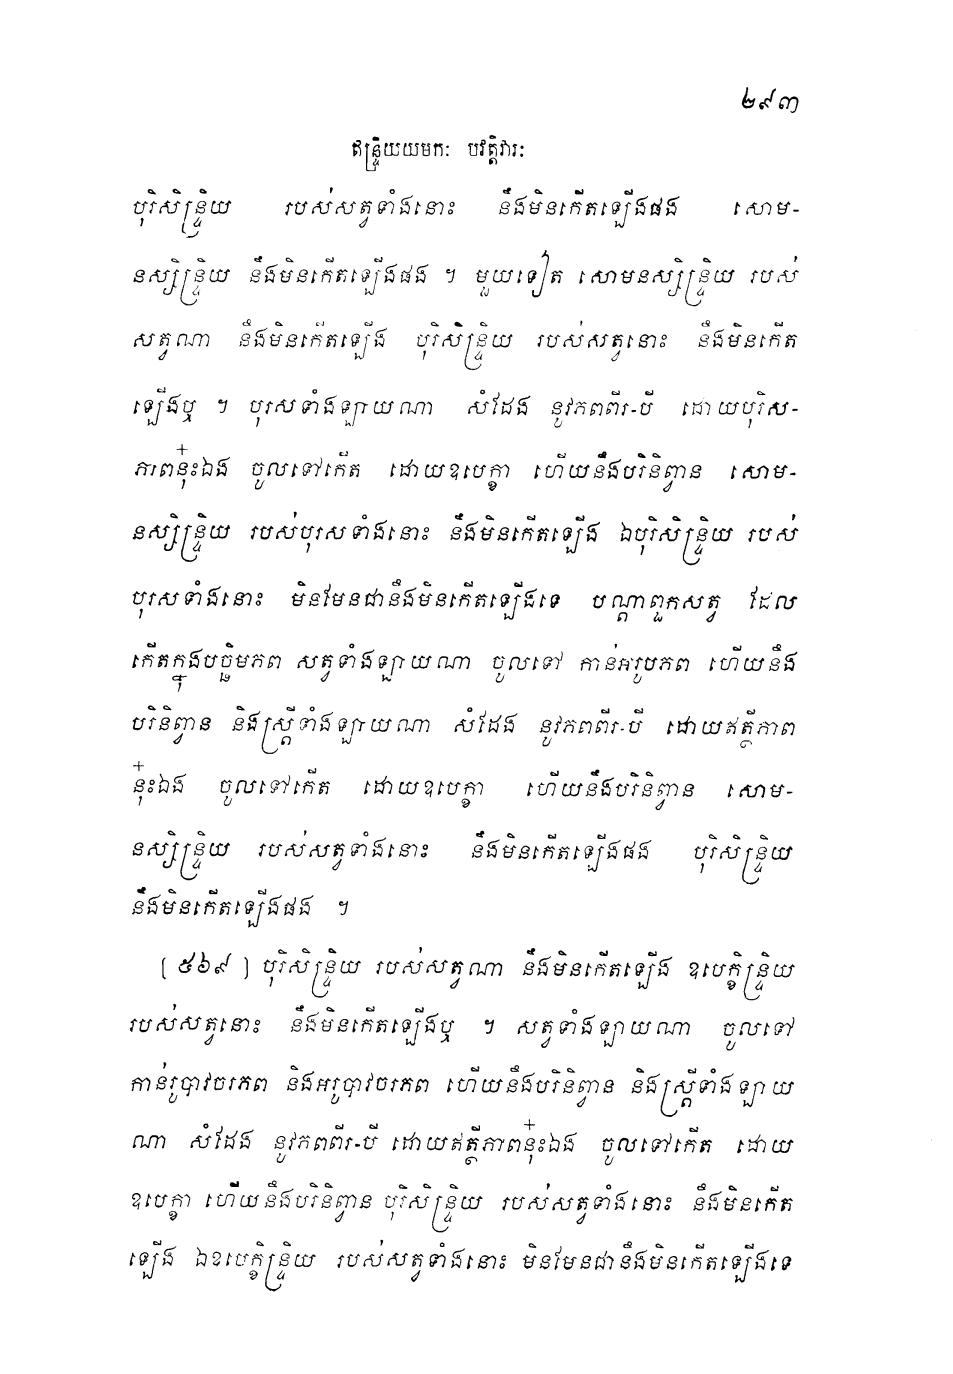 ២៩៣
ឥន្ទ្រិយយមកៈ បវត្តិវារៈ
បុរិសិន្ទ្រិយ របស់សត្វទាំងនោះ នឹងមិនកើតឡើងផង សោម-
នស្សិន្ទ្រិយ នឹងមិនកើតឡើងផង ។ មួយទៀត សោមនស្សិន្ទ្រិយ របស់
សត្វណា នឹងមិនកើតឡើង បុរិសិន្ទ្រិយ របស់សត្វនោះ នឹងមិនកើត
ឡើងឬ ។ បុរសទាំងឡាយណា សំដែង នូវភពពីរ-បី ដោយបុរិស-
ភាពនុ៎ះឯង ចូលទៅកើត ដោយឧបេក្ខា ហើយនឹងបរិនិព្វាន សោម-
នស្សិន្ទ្រិយ របស់បុរសទាំងនោះ នឹងមិនកើតឡើង ឯបុរិសិន្ទ្រិយ របស់
បុរសទាំងនោះ មិនមែនជានឹងមិនកើតឡើងទេ បណ្តាពួកសត្វ ដែល
កើតក្នុងបច្ឆិមភព សត្វទាំងឡាយណា ចូលទៅ កាន់អរូបភព ហើយនឹង
បរិនិព្វាន និងស្ត្រីទាំងឡាយណា សំដែង នូវភពពីរ-បី ដោយឥត្ថីភាព
នុ៎ះឯង ចូលទៅកើត ដោយឧបេក្ខា ហើយនឹងបរិនិព្វាន សោម-
នស្សិន្ទ្រិយ របស់សត្វទាំងនោះ នឹងមិនកើតឡើងផង បុរិសិន្ទ្រិយ
នឹងមិនកើតឡើងផង ។
[ ៥៦៩ ] បុរិសិន្ទ្រិយ របស់សត្វណា នឹងមិនកើតឡើង ឧបេក្ខិន្ទ្រិយ
របស់សត្វនោះ នឹងមិនកើតឡើងឬ ។ សត្វទាំងឡាយណា ចូលទៅ
កាន់រូបាវចរភព និងអរូបាវចរភព ហើយនឹងបរិនិព្វាន និងស្ត្រីទាំងឡាយ
ណា សំដែង នូវភពពីរ-បី ដោយឥត្ថីភាពនុ៎ះឯង ចូលទៅកើត ដោយ
ឧបេក្ខា ហើយនឹងបរិនិព្វាន បុរិសិន្ទ្រិយ របស់សត្វទាំងនោះ នឹងមិនកើត
ឡើង ឯឧបេក្ខិន្ទ្រិយ របស់សត្វទាំងនោះ មិនមែនជានឹងមិនកើតឡើងទេ